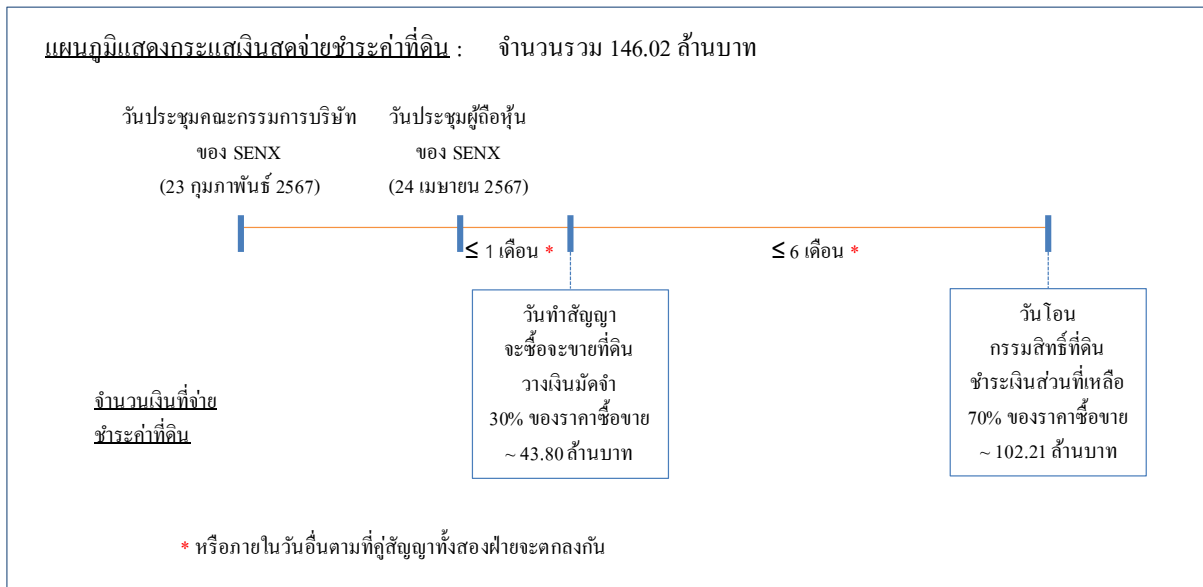 แผนภูมิแสดงกระแสเงินสดจ่ายชำระค่าที่ดิน : จำนวนรวม 146.02 ล้านบาท
วันประชุมคณะกรรมการบริษัท
ของ SENX
(23 กุมภาพันธ์ 2567)
วันประชุมผู้ถือหุ้น
ของ SENX
(24 เมษายน 2567)
≤ 1 เดือน *
≤ 6 เดือน *
วันทำสัญญา
จะซื้อจะขายที่ดิน
วางเงินมัดจำ
30% ของราคาซื้อขาย
~ 43.80 ล้านบาท
วันโอน
กรรมสิทธิ์ที่ดิน
ชำระเงินส่วนที่เหลือ
70% ของราคาซื้อขาย
~ 102.21 ล้านบาท
จำนวนเงินที่จ่าย
ชำระค่าที่ดิน
* หรือภายในวันอื่นตามที่คู่สัญญาทั้งสองฝ่ายจะตกลงกัน